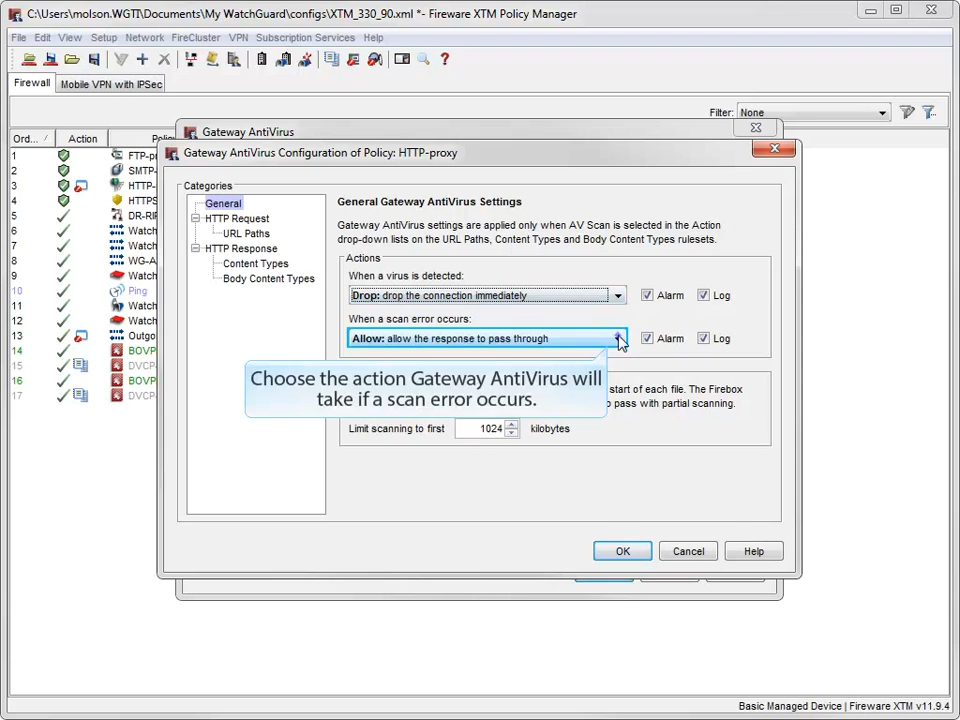 C:\Users\molson.WGTI\Documents\My WatchGuard\configs\XTM_330_90.xml *- Fireware XTM Policy Manager
File Edit View Setup Network FireCluster VPN Subscription Services Help
Firewall Mobile VPN with IPSec
Filter: None
Ord... / Action
Gateway AntiVirus
Gateway AntiVirus Configuration of Policy: HTTP-proxy
1 FTP-p
2 SMTP-
3 HTTP-
4 HTTPS
5 DR-RIF
6 Watch
7 Watch
8 WG-A
9 Watch
10 Ping
11 Watch
12 Watch
13 Outgo
14 BOVP
15 DVCP
16 BOVP
17 DVCP
Categories
General
HTTP Request
URL Paths
HTTP Response
Content Types
Body Content Types
General Gateway AntiVirus Settings
Gateway AntiVirus settings are applied only when AV Scan is selected in the Action
drop-down lists on the URL Paths, Content Types and Body Content Types rulesets.
Actions
When a virus is detected:
Drop: drop the connection immediately Alarm Log
When a scan error occurs:
Allow: allow the response to pass through Alarm Log
Choose the action Gateway AntiVirus will
take if a scan error occurs.
start of each file. The Firebox
pass with partial scanning.
Limit scanning to first 1024 kilobytes
OK Cancel Help
Basic Managed Device | Fireware XTM v11.9.4